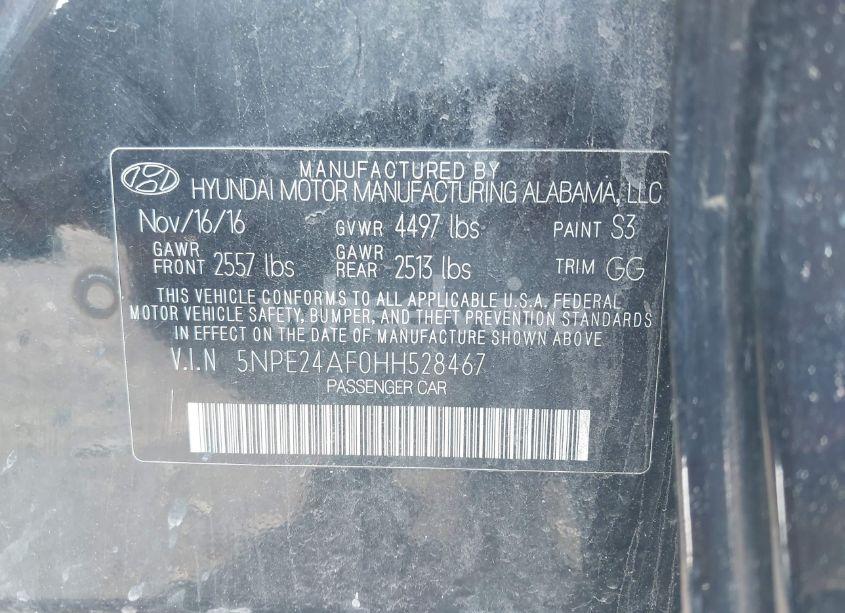 MANUFACTURED BY
HYUNDAI MOTOR MANUFACTURING ALABAMA, LLC
Nov/16/16 GVWR 4497 lbs PAINT S3
GAWR FRONT 2557 lbs GAWR REAR 2513 lbs TRIM GG
THIS VEHICLE CONFORMS TO ALL APPLICABLE U.S.A. FEDERAL
MOTOR VEHICLE SAFETY, BUMPER, AND THEFT PREVENTION STANDARDS
IN EFFECT ON THE DATE OF MANUFACTURE SHOWN ABOVE
V.I.N 5NPE24AF0HH528467
PASSENGER CAR